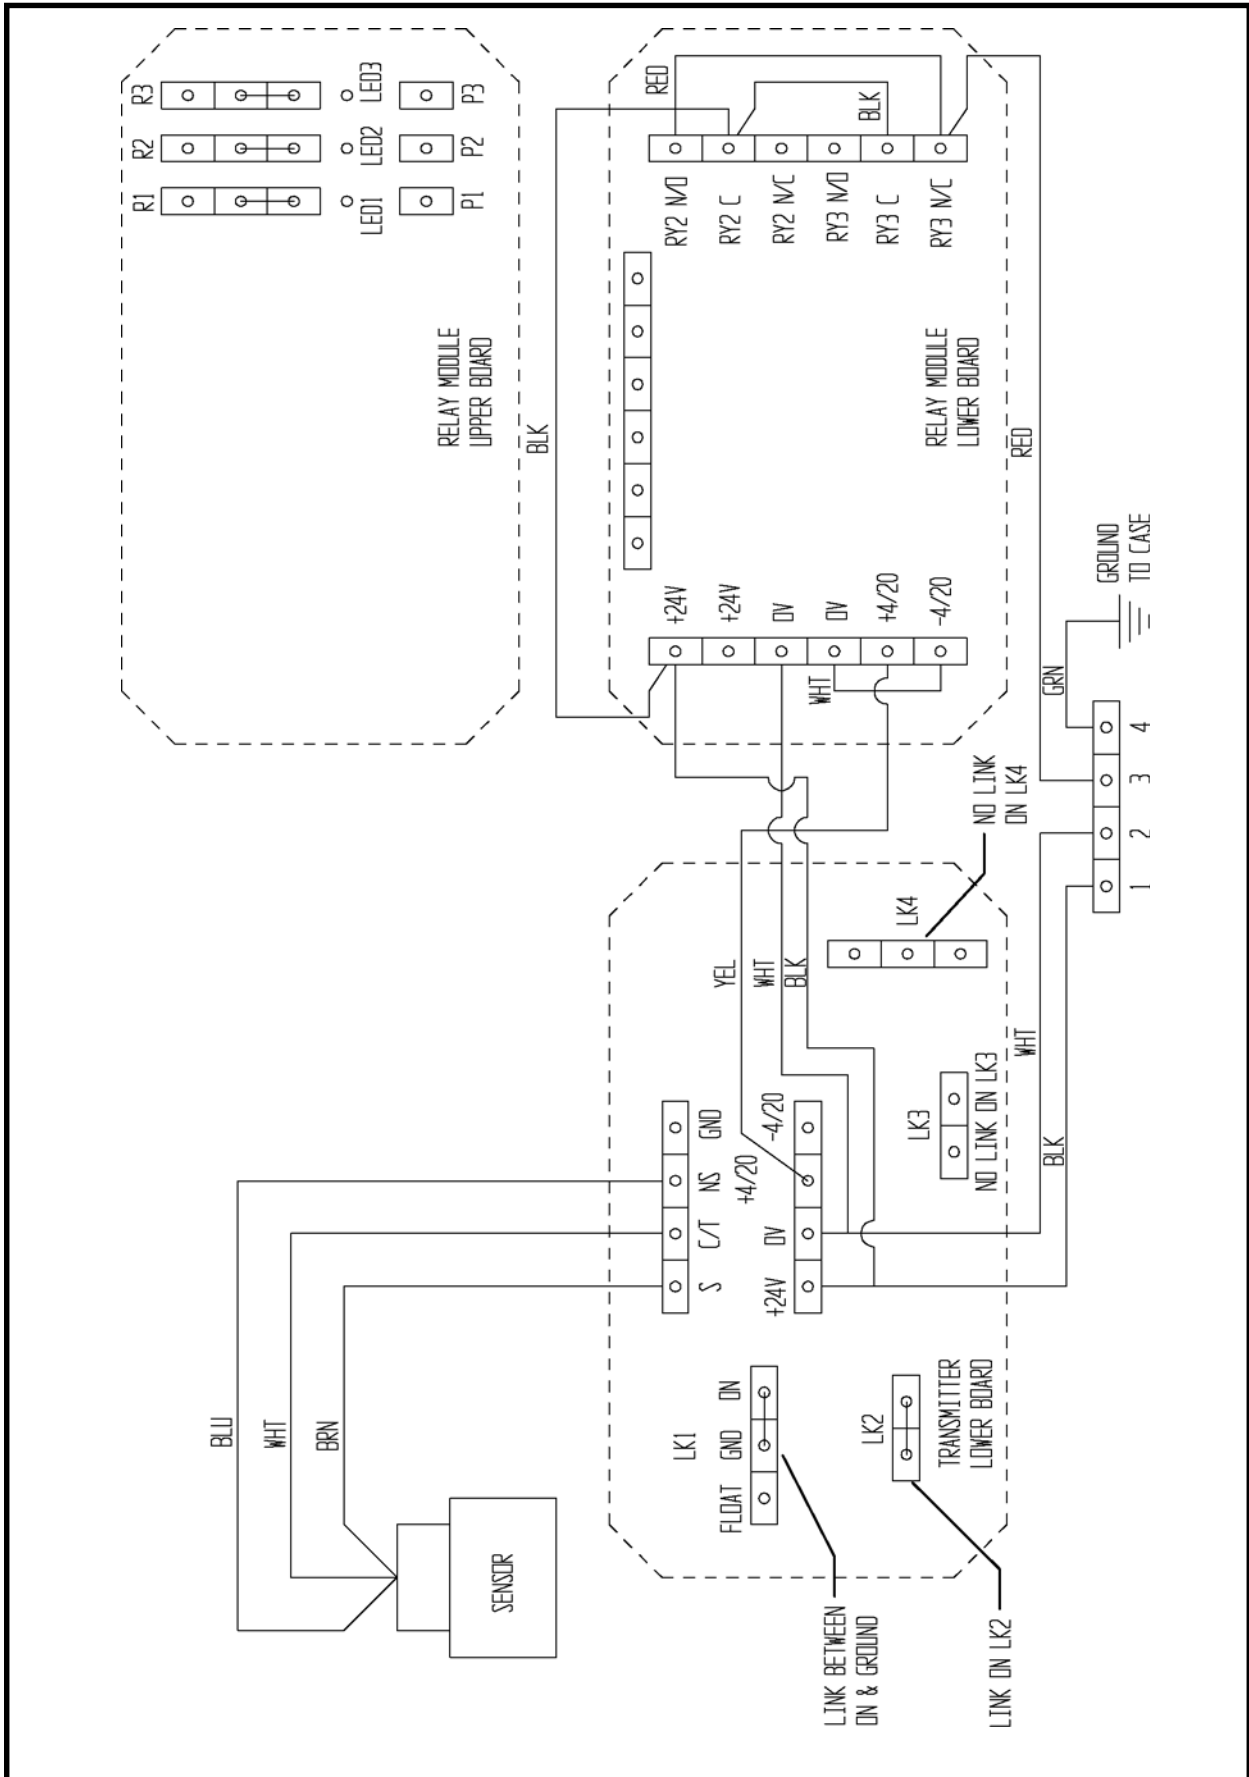 SENSOR
BLU
WHT
BRN
LINK BETWEEN
ON & GROUND
LINK ON LK2
LK1
FLOAT
GND
ON
LK2
TRANSMITTER
LOWER BOARD
S
C/T
NS
GND
+24V
0V
+4/20
-4/20
LK3
NO LINK ON LK3
LK4
NO LINK
ON LK4
YEL
WHT
BLK
WHT
BLK
1
2
3
4
GRN
GROUND
TO CASE
RED
BLK
+24V
+24V
0V
0V
+4/20
-4/20
WHT
RELAY MODULE
LOWER BOARD
RY2 N/O
RY2 C
RY2 N/C
RY3 N/O
RY3 C
RY3 N/C
RED
BLK
RELAY MODULE
UPPER BOARD
R1
R2
R3
LED1
LED2
LED3
P1
P2
P3